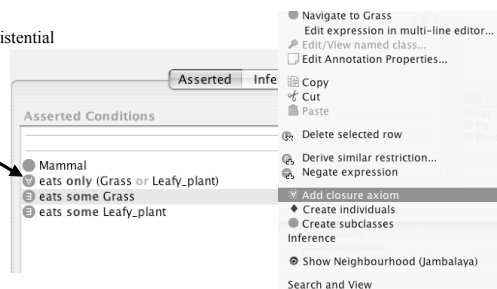 istential
Asserted Infe
Asserted Conditions
Mammal
eats only (Grass or Leafy_plant)
eats some Grass
eats some Leafy_plant
Navigate to Grass
Edit expression in multi-line editor...
Edit/View named class...
Edit Annotation Properties...
Copy
Cut
Paste
Delete selected row
Derive similar restriction...
Negate expression
Add closure axiom
Create individuals
Create subclasses
Inference
Show Neighbourhood (Jambalaya)
Search and View